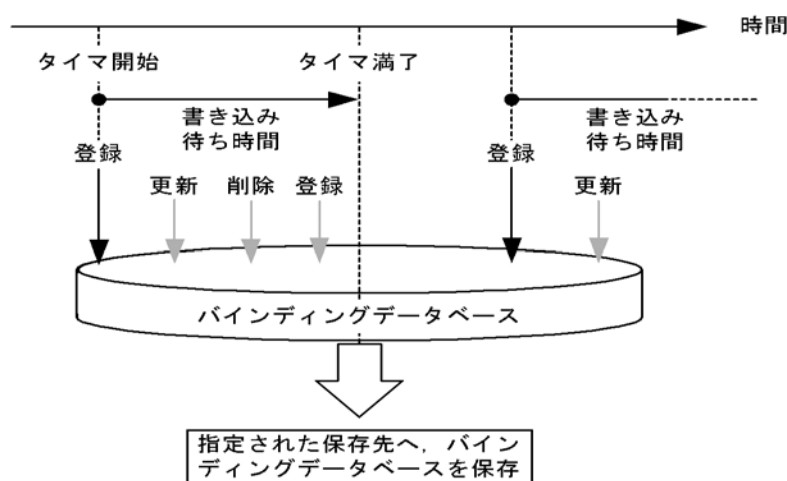 時間
タイマ開始
タイマ満了
書き込み
待ち時間
書き込み
待ち時間
登録
登録
更新
削除
登録
更新
バインディングデータベース
指定された保存先へ，バイン
ディングデータベースを保存